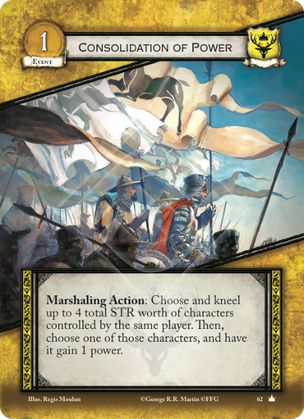 1
Event
Consolidation of Power
Marshaling Action: Choose and kneel
up to 4 total STR worth of characters
controlled by the same player. Then,
choose one of those characters, and have
it gain 1 power.
Illus. Regis Moulun ©George R.R. Martin ©FFG 62